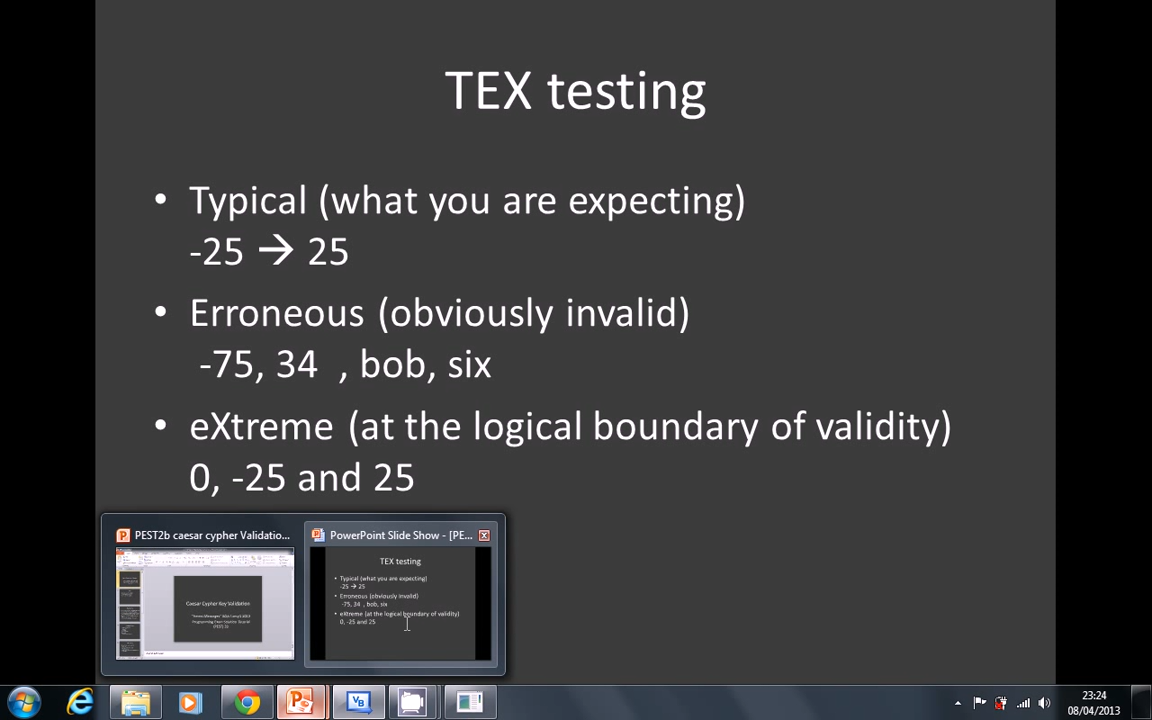 TEX testing
• Typical (what you are expecting)
-25 → 25
• Erroneous (obviously invalid)
-75, 34 , bob, six
• eXtreme (at the logical boundary of validity)
0, -25 and 25
PEST2b caesar cypher Validatio...
PowerPoint Slide Show - [PE...
Caesar Cypher Key Validation
TEX testing
• Typical (what you are expecting)
-25 → 25
• Erroneous (obviously invalid)
-75, 34 , bob, six
• eXtreme (at the logical boundary of validity)
0, -25 and 25
23:24
08/04/2013